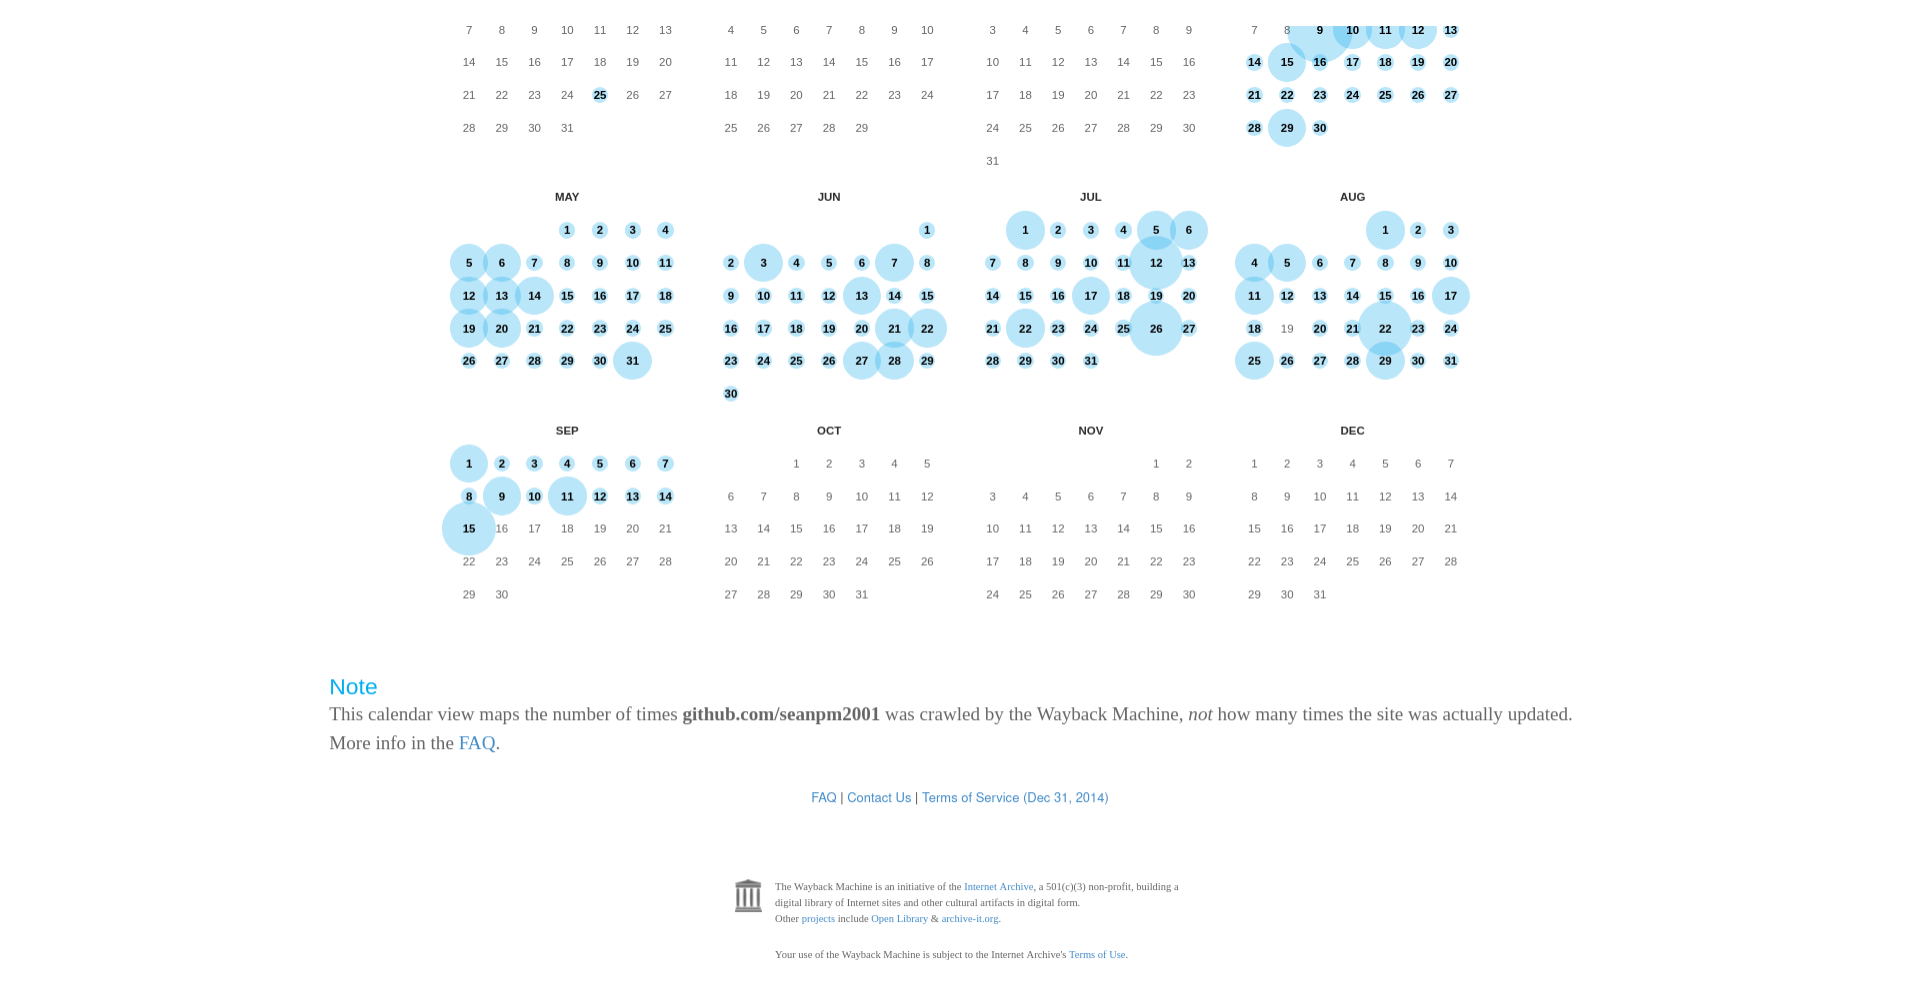 7 8 9 10 11 12 13 4 5 6 7 8 9 10 3 4 5 6 7 8 9 7 8 9 10 11 12 13
14 15 16 17 18 19 20 11 12 13 14 15 16 17 10 11 12 13 14 15 16 14 15 16 17 18 19 20
21 22 23 24 25 26 27 18 19 20 21 22 23 24 17 18 19 20 21 22 23 21 22 23 24 25 26 27
28 29 30 31 25 26 27 28 29 24 25 26 27 28 29 30 28 29 30
31
MAY JUN JUL AUG
1 2 3 4 1 1 2 3 4 5 6 1 2 3
5 6 7 8 9 10 11 2 3 4 5 6 7 8 7 8 9 10 11 12 13 4 5 6 7 8 9 10
12 13 14 15 16 17 18 9 10 11 12 13 14 15 14 15 16 17 18 19 20 11 12 13 14 15 16 17
19 20 21 22 23 24 25 16 17 18 19 20 21 22 21 22 23 24 25 26 27 18 19 20 21 22 23 24
26 27 28 29 30 31 23 24 25 26 27 28 29 28 29 30 31 25 26 27 28 29 30 31
30
SEP OCT NOV DEC
1 2 3 4 5 6 7 1 2 3 4 5 1 2 1 2 3 4 5 6 7
8 9 10 11 12 13 14 6 7 8 9 10 11 12 3 4 5 6 7 8 9 8 9 10 11 12 13 14
15 16 17 18 19 20 21 13 14 15 16 17 18 19 10 11 12 13 14 15 16 15 16 17 18 19 20 21
22 23 24 25 26 27 28 20 21 22 23 24 25 26 17 18 19 20 21 22 23 22 23 24 25 26 27 28
29 30 27 28 29 30 31 24 25 26 27 28 29 30 29 30 31
Note
This calendar view maps the number of times github.com/seanpm2001 was crawled by the Wayback Machine, not how many times the site was actually updated.
More info in the FAQ.
FAQ | Contact Us | Terms of Service (Dec 31, 2014)
The Wayback Machine is an initiative of the Internet Archive, a 501(c)(3) non-profit, building a
digital library of Internet sites and other cultural artifacts in digital form.
Other projects include Open Library & archive-it.org.
Your use of the Wayback Machine is subject to the Internet Archive's Terms of Use.